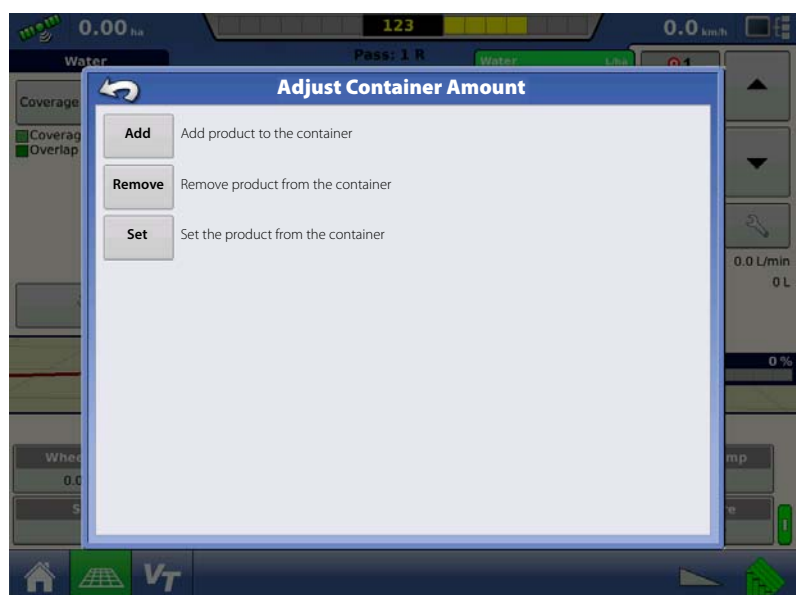 0.00 ha
123
0.0 km/h
Water
Pass: 1 R
Water
L/ha
1
Adjust Container Amount
Coverage
Coverag
Overlap
Add Add product to the container
Remove Remove product from the container
Set Set the product from the container
0.0 L/min
0 L
0 %
Whee
mp
0.0
S
e
VT